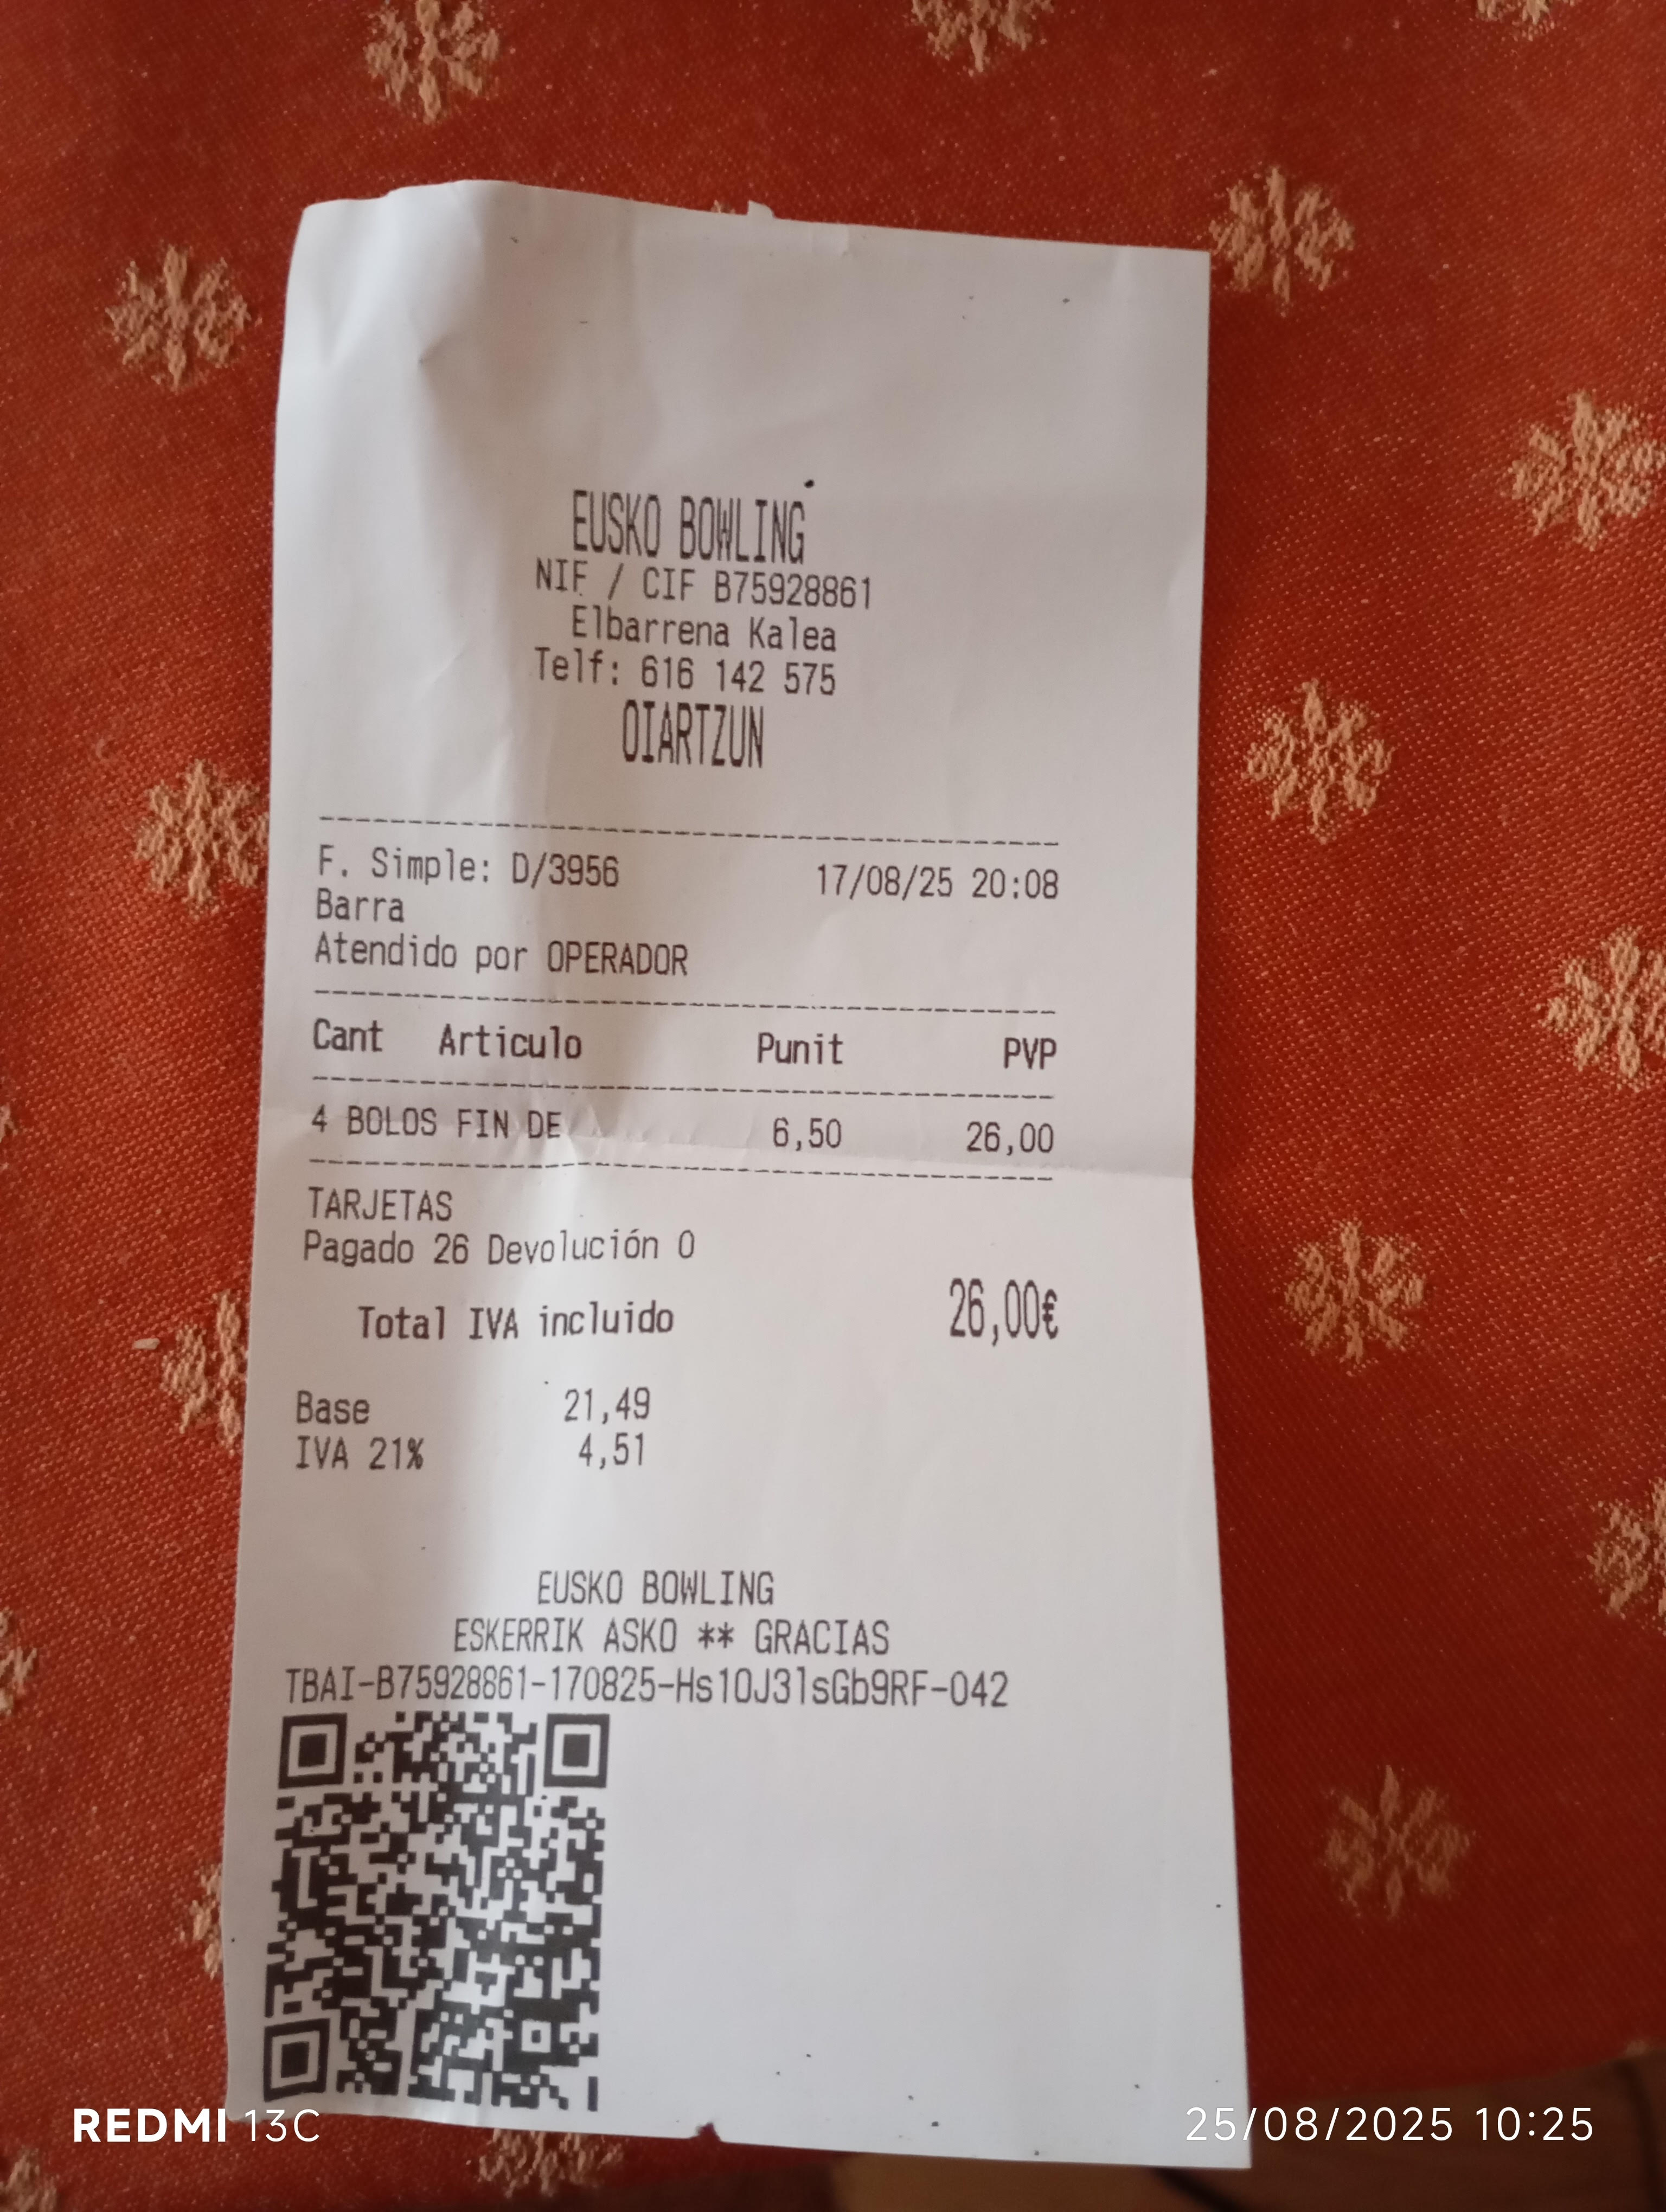 EUSKO BOWLING
NIF / CIF B75928861
Elbarrena Kalea
Telf: 616 142 575
OIARTZUN
F. Simple: D/3956 17/08/25 20:08
Barra
Atendido por OPERADOR
Cant Articulo Punit PVP
4 BOLOS FIN DE 6,50 26,00
TARJETAS
Pagado 26 Devolución 0
Total IVA incluido 26,00€
Base 21,49
IVA 21% 4,51
EUSKO BOWLING
ESKERRIK ASKO ** GRACIAS
TBAI-B75928861-170825-Hs10J3lsGb9RF-042
REDMI 13C 25/08/2025 10:25